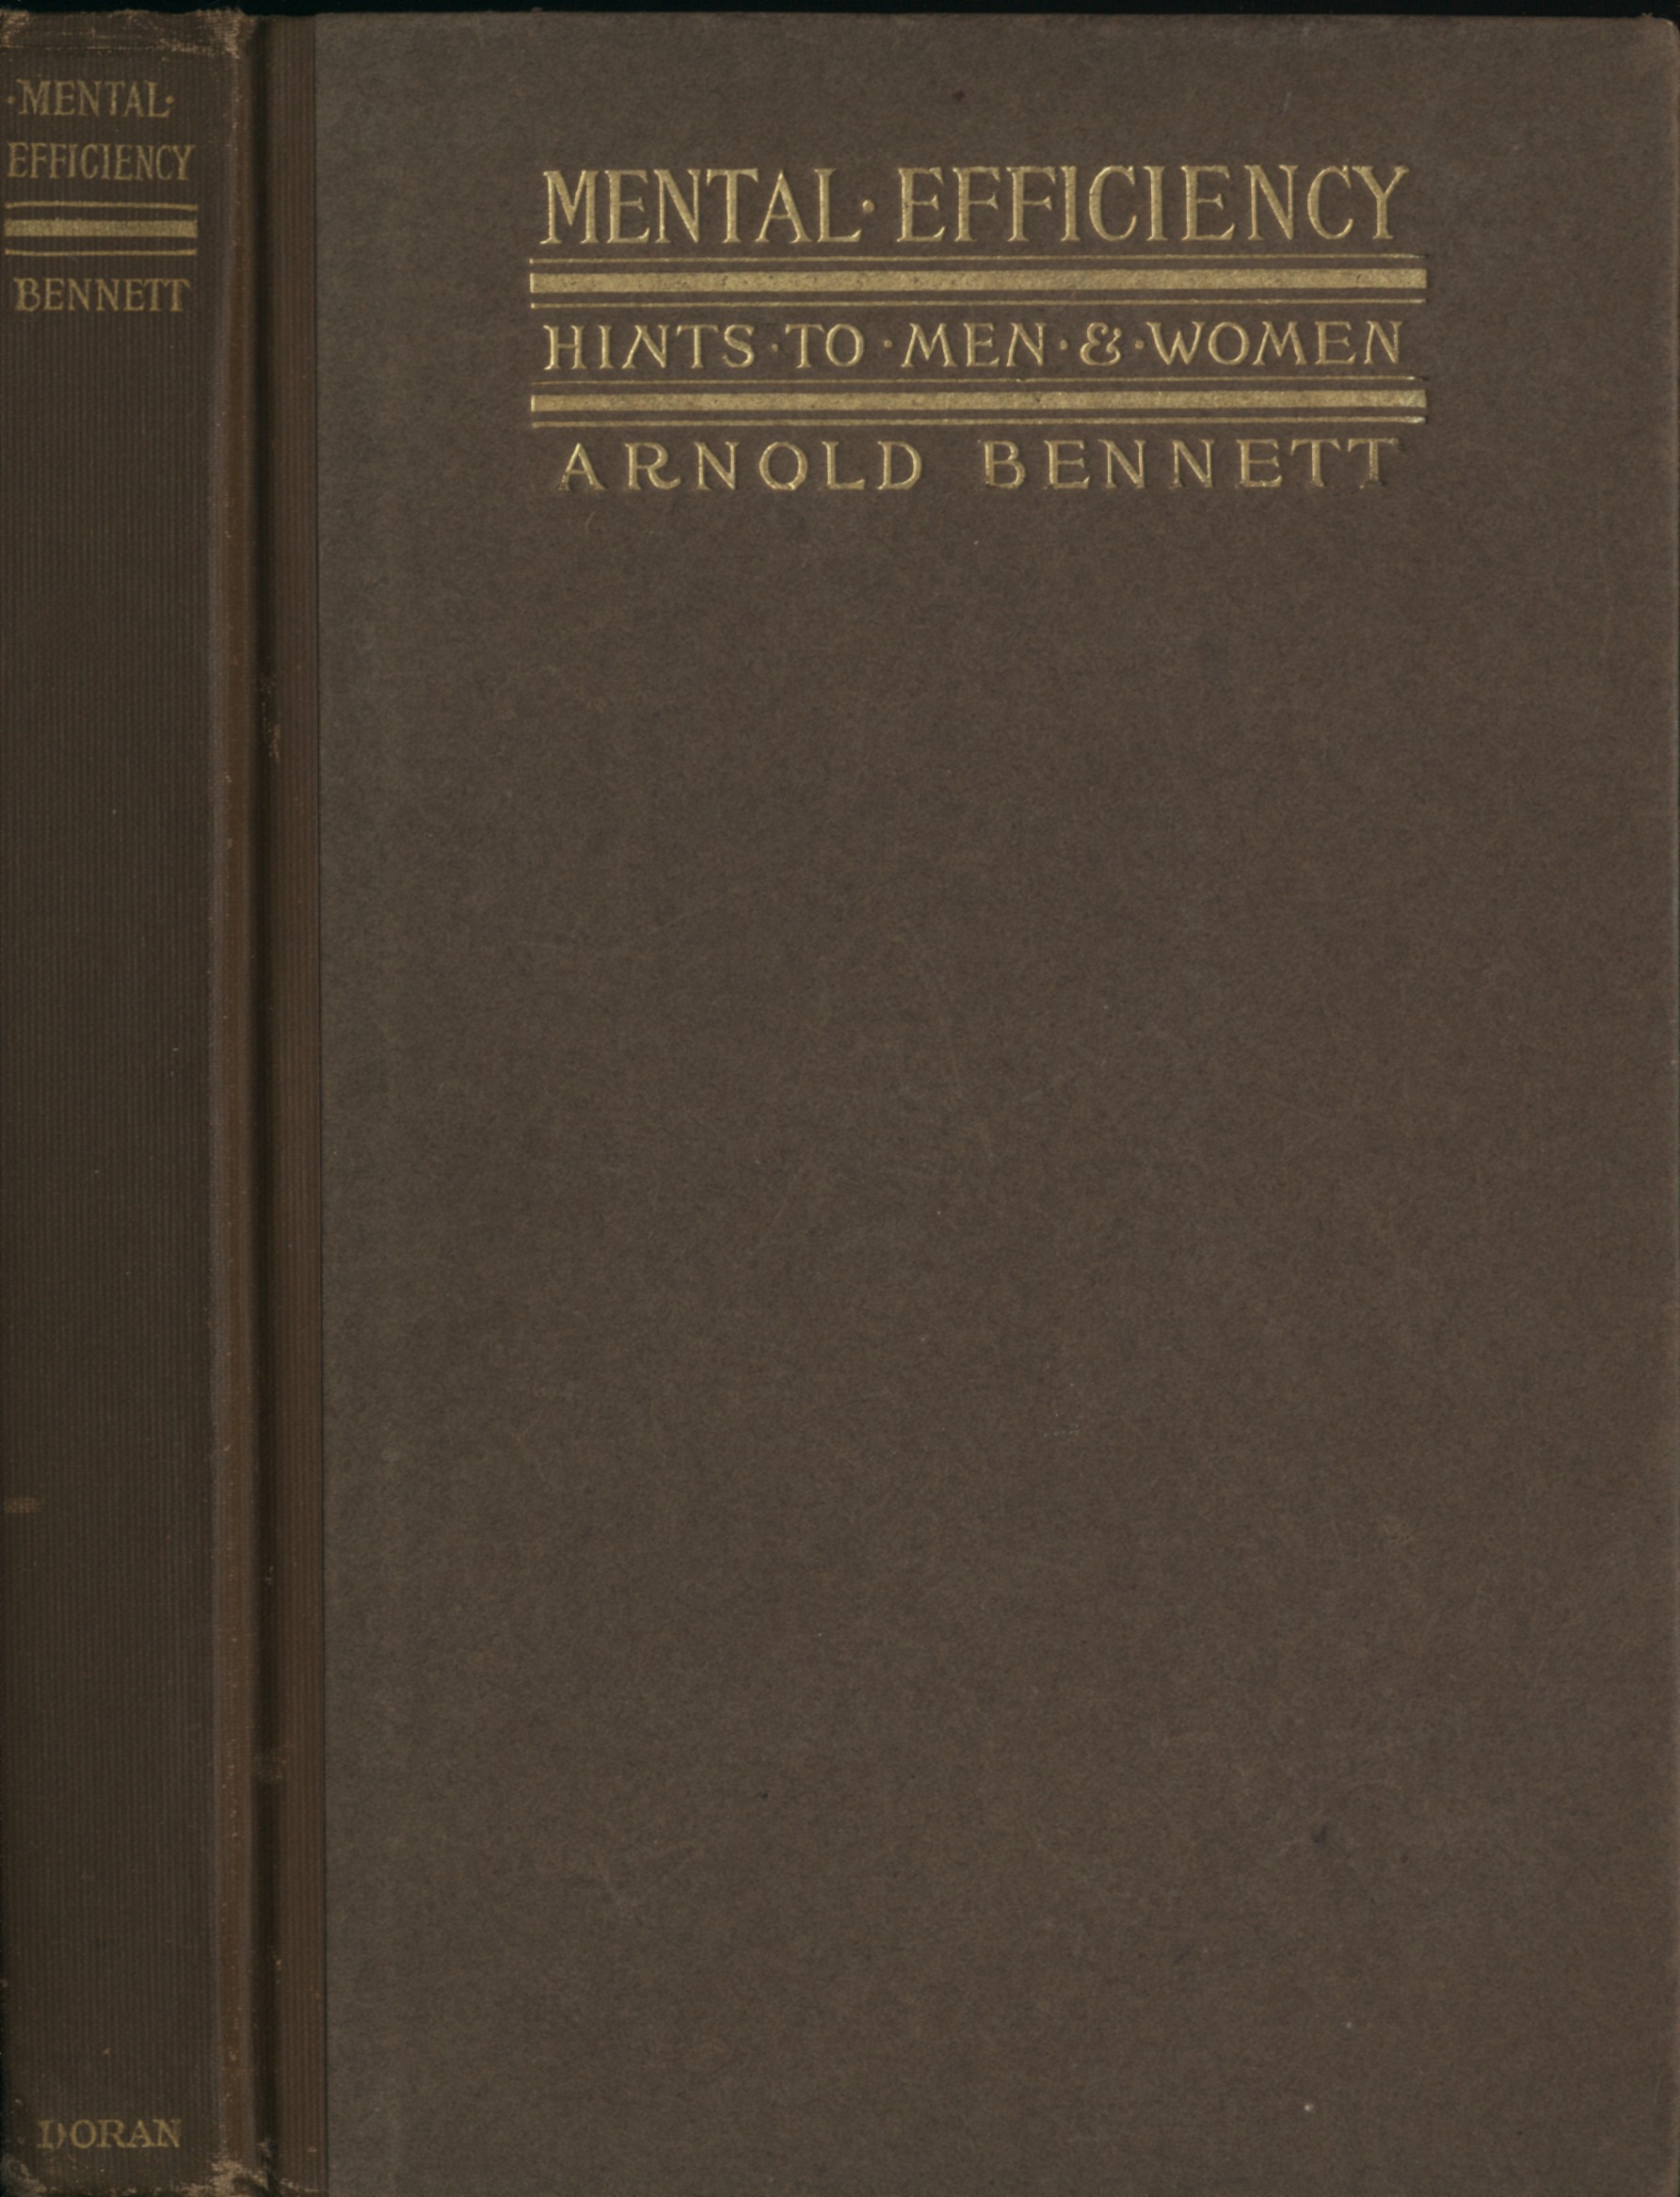 ·MENTAL·
EFFICIENCY
BENNETT
DORAN
MENTAL·EFFICIENCY
HINTS·TO·MEN·&·WOMEN
ARNOLD BENNETT